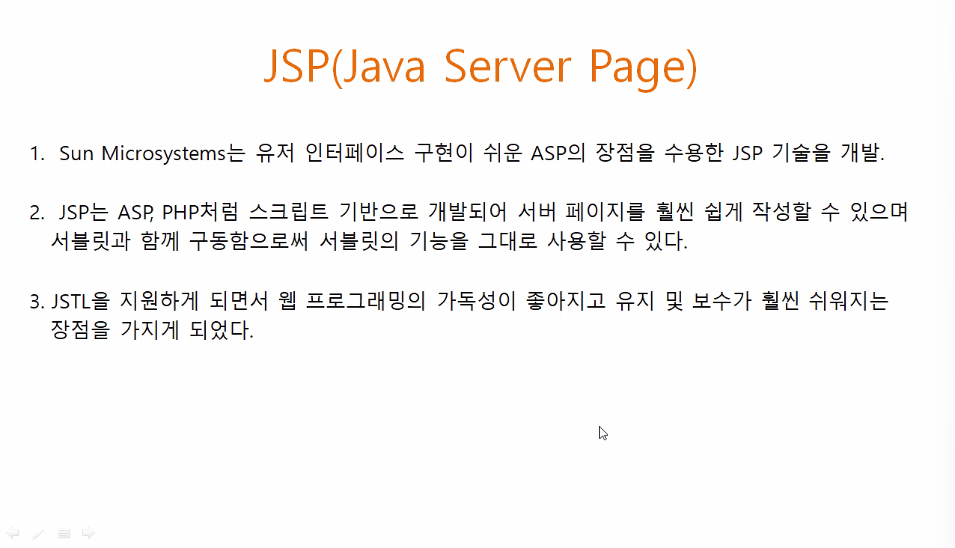 JSP(Java Server Page)
1. Sun Microsystems는 유저 인터페이스 구현이 쉬운 ASP의 장점을 수용한 JSP 기술을 개발.
2. JSP는 ASP, PHP처럼 스크립트 기반으로 개발되어 서버 페이지를 훨씬 쉽게 작성할 수 있으며
서블릿과 함께 구동함으로써 서블릿의 기능을 그대로 사용할 수 있다.
3. JSTL을 지원하게 되면서 웹 프로그래밍의 가독성이 좋아지고 유지 및 보수가 훨씬 쉬워지는
장점을 가지게 되었다.